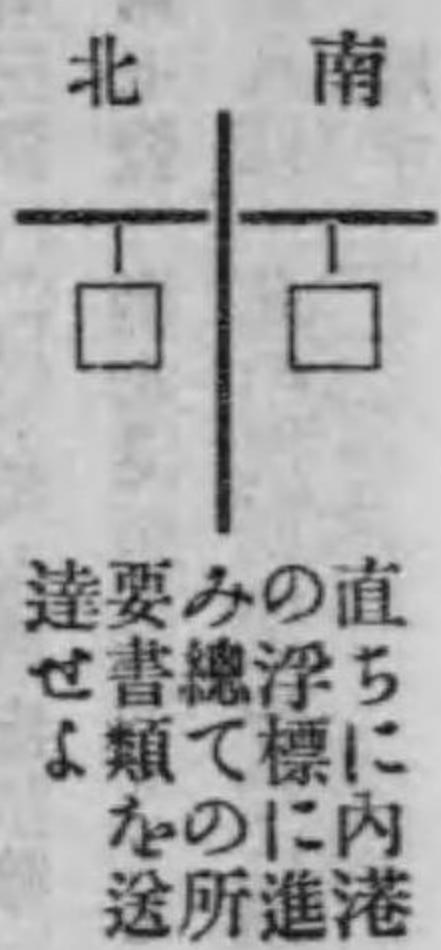 南
北
直ちに內港
の浮標に進
み總ての所
要書類を送
達せよ